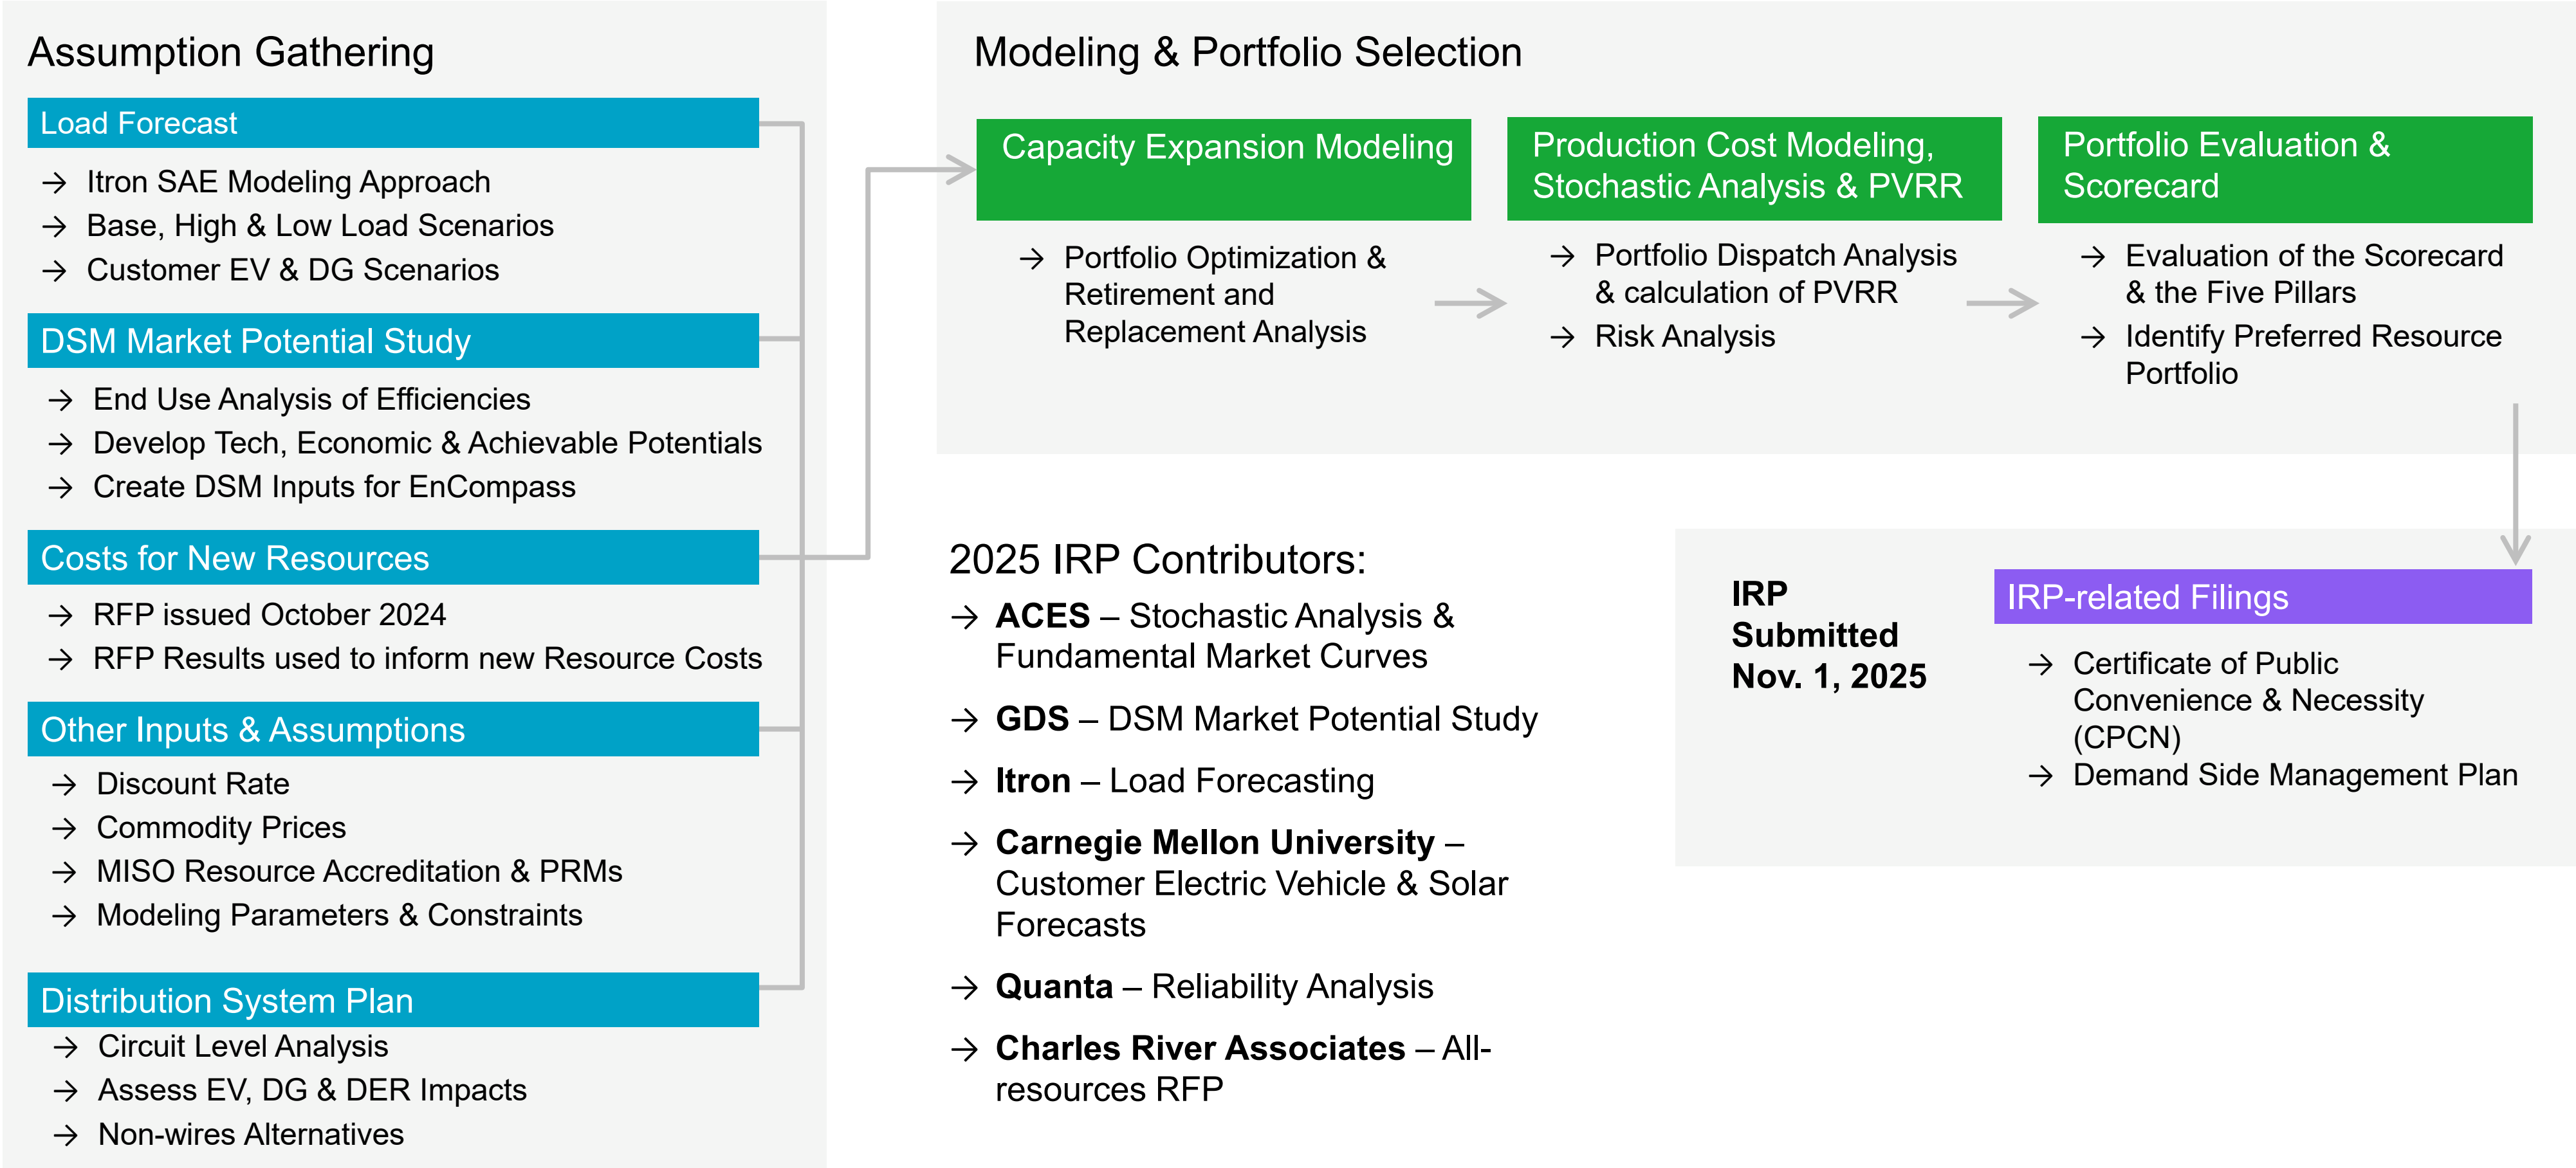 Assumption Gathering
Load Forecast
→ Itron SAE Modeling Approach
→ Base, High & Low Load Scenarios
→ Customer EV & DG Scenarios
DSM Market Potential Study
→ End Use Analysis of Efficiencies
→ Develop Tech, Economic & Achievable Potentials
→ Create DSM Inputs for EnCompass
Costs for New Resources
→ RFP issued October 2024
→ RFP Results used to inform new Resource Costs
Other Inputs & Assumptions
→ Discount Rate
→ Commodity Prices
→ MISO Resource Accreditation & PRMs
→ Modeling Parameters & Constraints
Distribution System Plan
→ Circuit Level Analysis
→ Assess EV, DG & DER Impacts
→ Non-wires Alternatives
Modeling & Portfolio Selection
Capacity Expansion Modeling
→ Portfolio Optimization &
Retirement and
Replacement Analysis
Production Cost Modeling,
Stochastic Analysis & PVRR
→ Portfolio Dispatch Analysis
& calculation of PVRR
→ Risk Analysis
Portfolio Evaluation &
Scorecard
→ Evaluation of the Scorecard
& the Five Pillars
→ Identify Preferred Resource
Portfolio
2025 IRP Contributors:
→ ACES – Stochastic Analysis &
Fundamental Market Curves
→ GDS – DSM Market Potential Study
→ Itron – Load Forecasting
→ Carnegie Mellon University –
Customer Electric Vehicle & Solar
Forecasts
→ Quanta – Reliability Analysis
→ Charles River Associates – All-
resources RFP
IRP
Submitted
Nov. 1, 2025
IRP-related Filings
→ Certificate of Public
Convenience & Necessity
(CPCN)
→ Demand Side Management Plan